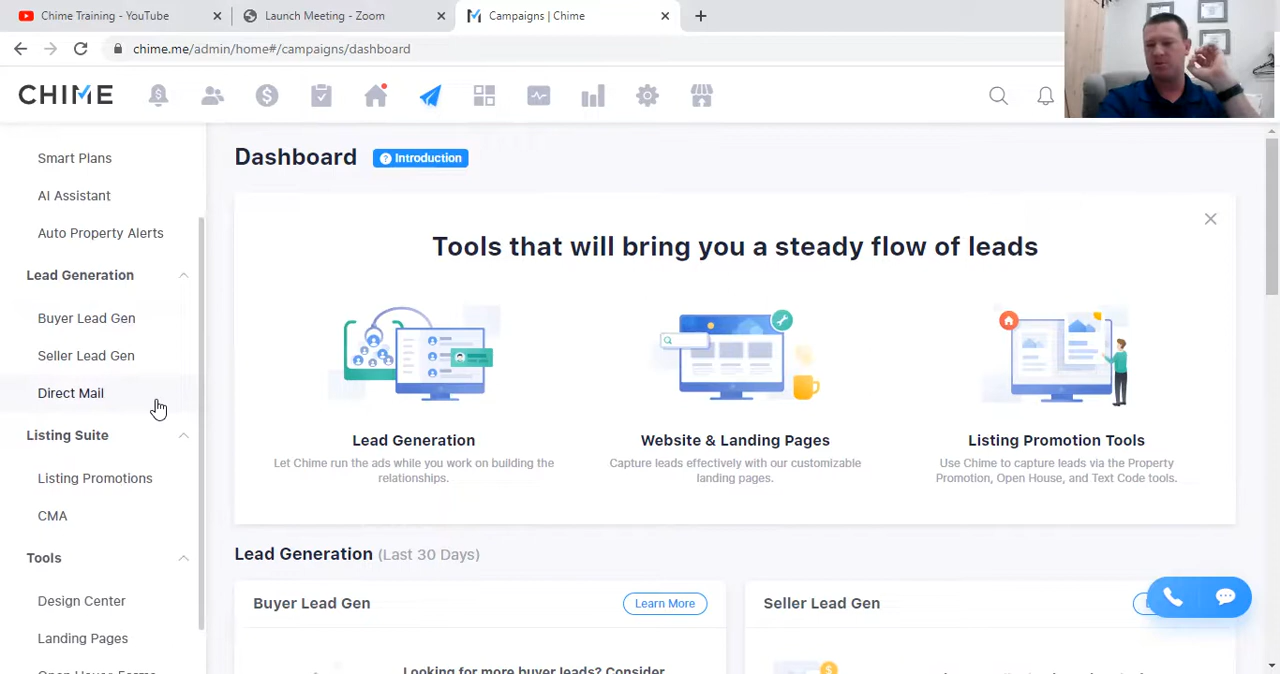 Chime Training - YouTube
Launch Meeting - Zoom
Campaigns | Chime
chime.me/admin/home#/campaigns/dashboard
CHIME
Smart Plans
AI Assistant
Auto Property Alerts
Lead Generation
Buyer Lead Gen
Seller Lead Gen
Direct Mail
Listing Suite
Listing Promotions
CMA
Tools
Design Center
Landing Pages
Open House Forms
Dashboard
Introduction
Tools that will bring you a steady flow of leads
Lead Generation
Let Chime run the ads while you work on building the
relationships.
Website & Landing Pages
Capture leads effectively with our customizable
landing pages.
Listing Promotion Tools
Use Chime to capture leads via the Property
Promotion, Open House, and Text Code tools.
Lead Generation (Last 30 Days)
Buyer Lead Gen
Learn More
Looking for more buyer leads? Consider
Seller Lead Gen